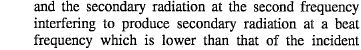 and the secondary radiation at the second frequency
interfering to produce secondary radiation at a beat
frequency which is lower than that of the incident